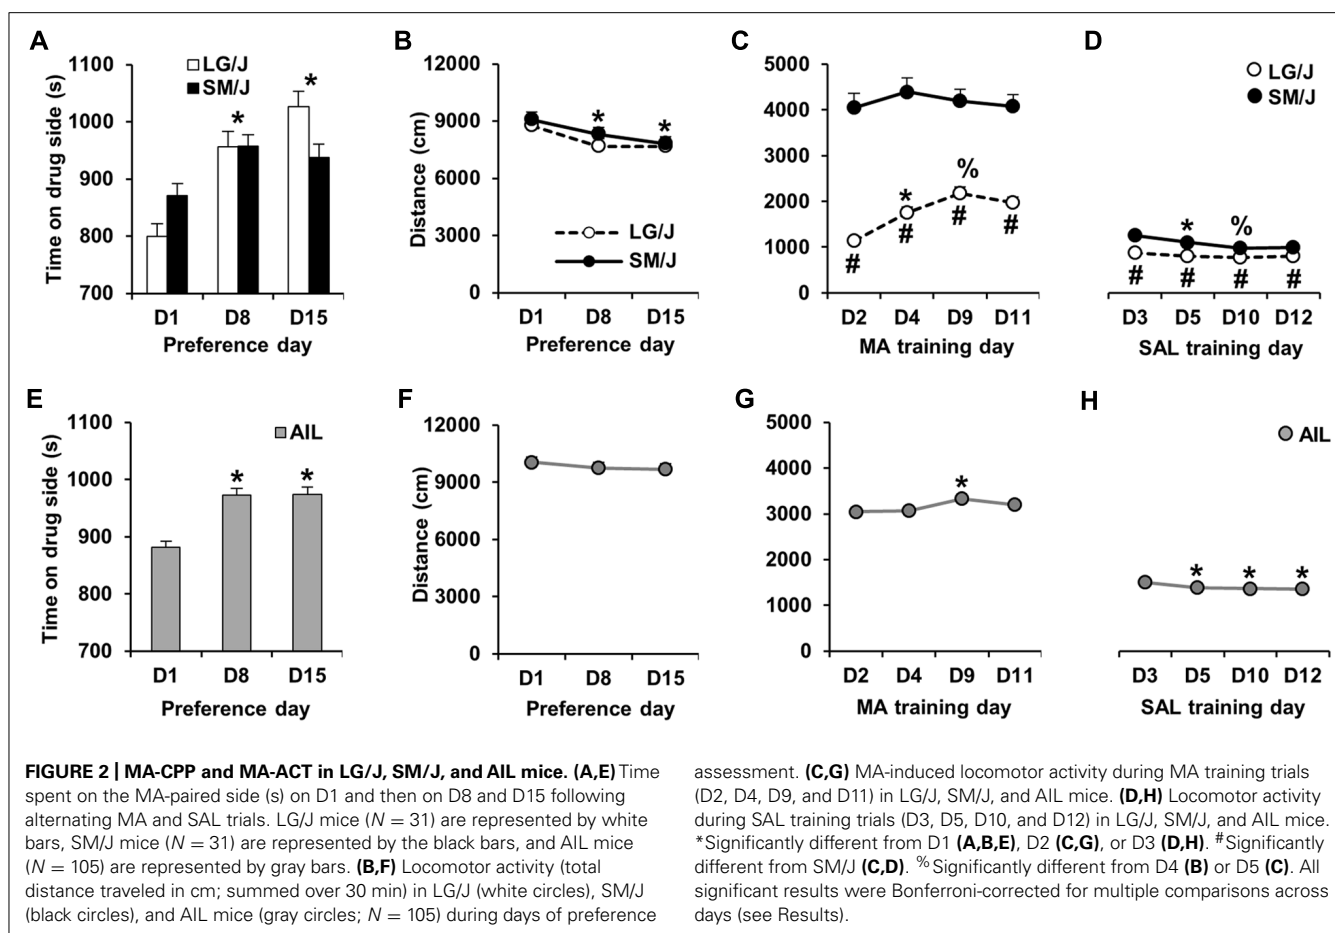 A
1100
1000
900
800
700
Time on drug side (s)
LG/J
SM/J
*
*
D1 D8 D15
Preference day
B
12000
9000
6000
3000
0
Distance (cm)
*
*
LG/J
SM/J
D1 D8 D15
Preference day
C
5000
4000
3000
2000
1000
0
%
*
# # # #
D2 D4 D9 D11
MA training day
D
LG/J
SM/J
* %
# # # #
D3 D5 D10 D12
SAL training day
E
1100
1000
900
800
700
Time on drug side (s)
AIL
* *
D1 D8 D15
Preference day
F
12000
9000
6000
3000
0
Distance (cm)
D1 D8 D15
Preference day
G
5000
4000
3000
2000
1000
0
*
D2 D4 D9 D11
MA training day
H
AIL
* * *
D3 D5 D10 D12
SAL training day
FIGURE 2 | MA-CPP and MA-ACT in LG/J, SM/J, and AIL mice. (A,E) Time
spent on the MA-paired side (s) on D1 and then on D8 and D15 following
alternating MA and SAL trials. LG/J mice (N = 31) are represented by white
bars, SM/J mice (N = 31) are represented by the black bars, and AIL mice
(N = 105) are represented by gray bars. (B,F) Locomotor activity (total
distance traveled in cm; summed over 30 min) in LG/J (white circles), SM/J
(black circles), and AIL mice (gray circles; N = 105) during days of preference
assessment. (C,G) MA-induced locomotor activity during MA training trials
(D2, D4, D9, and D11) in LG/J, SM/J, and AIL mice. (D,H) Locomotor activity
during SAL training trials (D3, D5, D10, and D12) in LG/J, SM/J, and AIL mice.
*Significantly different from D1 (A,B,E), D2 (C,G), or D3 (D,H). #Significantly
different from SM/J (C,D). %Significantly different from D4 (B) or D5 (C). All
significant results were Bonferroni-corrected for multiple comparisons across
days (see Results).